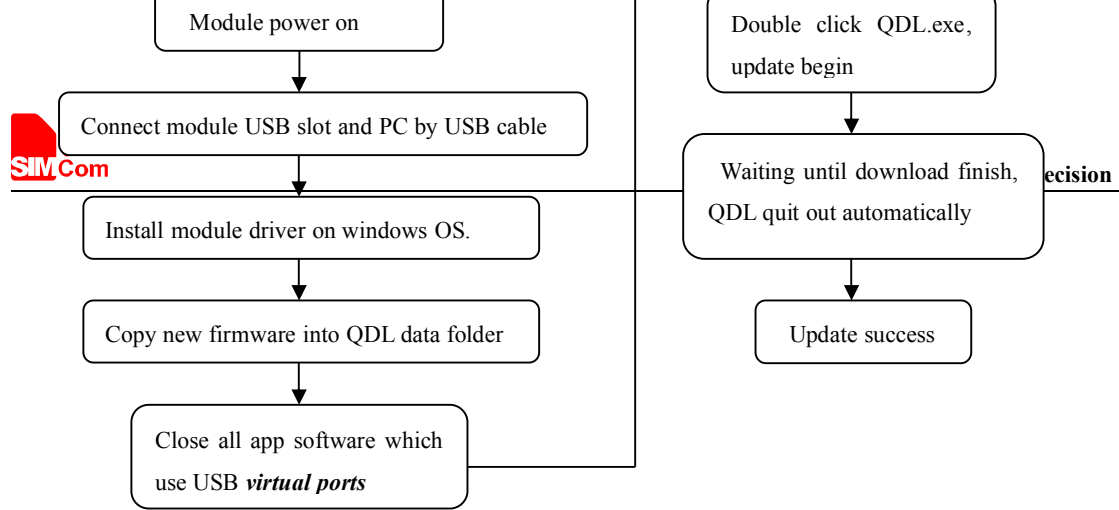 Module power on
Connect module USB slot and PC by USB cable
SIMCom
Install module driver on windows OS.
Copy new firmware into QDL data folder
Close all app software which
use USB virtual ports
Double click QDL.exe,
update begin
Waiting until download finish,
QDL quit out automatically
ecision
Update success